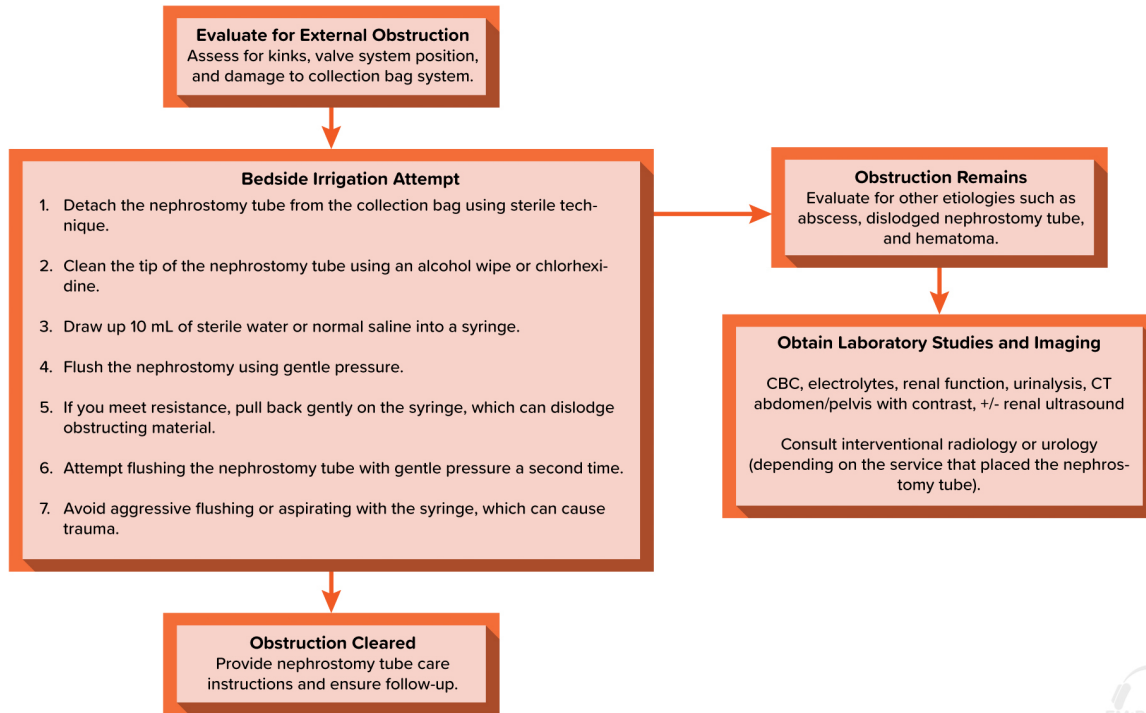 Evaluate for External Obstruction
Assess for kinks, valve system position,
and damage to collection bag system.
Bedside Irrigation Attempt
1. Detach the nephrostomy tube from the collection bag using sterile tech-
nique.
2. Clean the tip of the nephrostomy tube using an alcohol wipe or chlorhexi-
dine.
3. Draw up 10 mL of sterile water or normal saline into a syringe.
4. Flush the nephrostomy using gentle pressure.
5. If you meet resistance, pull back gently on the syringe, which can dislodge
obstructing material.
6. Attempt flushing the nephrostomy tube with gentle pressure a second time.
7. Avoid aggressive flushing or aspirating with the syringe, which can cause
trauma.
Obstruction Remains
Evaluate for other etiologies such as
abscess, dislodged nephrostomy tube,
and hematoma.
Obtain Laboratory Studies and Imaging
CBC, electrolytes, renal function, urinalysis, CT
abdomen/pelvis with contrast, +/- renal ultrasound
Consult interventional radiology or urology
(depending on the service that placed the nephros-
tomy tube).
Obstruction Cleared
Provide nephrostomy tube care
instructions and ensure follow-up.